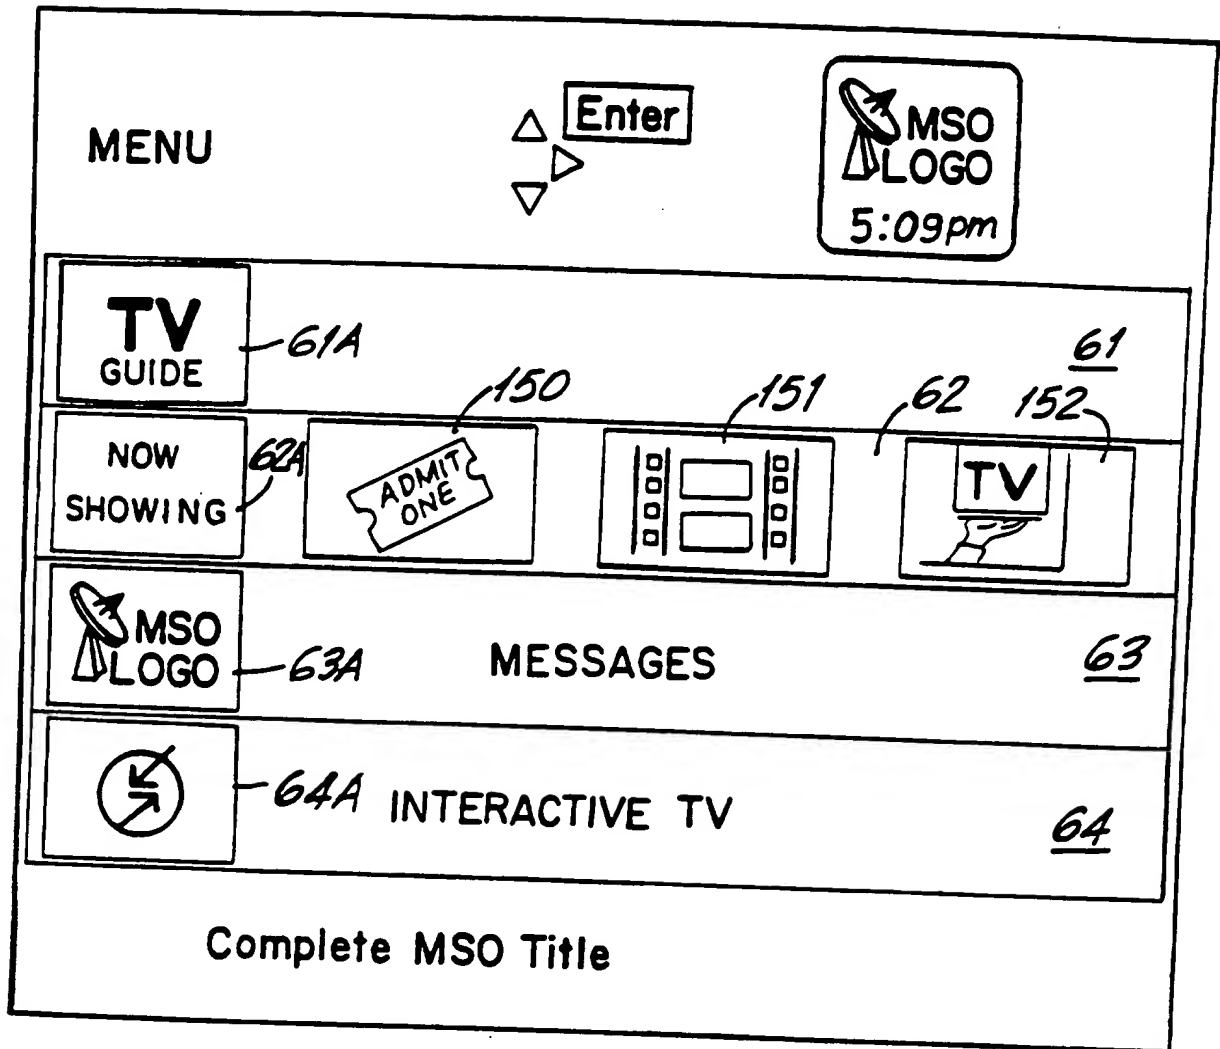 MENU
Enter
MSO
LOGO
5:09pm
TV
GUIDE
61A
61
150
151
62
152
NOW
SHOWING
62A
ADMIT
ONE
TV
MSO
LOGO
63A
MESSAGES
63
64A
INTERACTIVE TV
64
Complete MSO Title